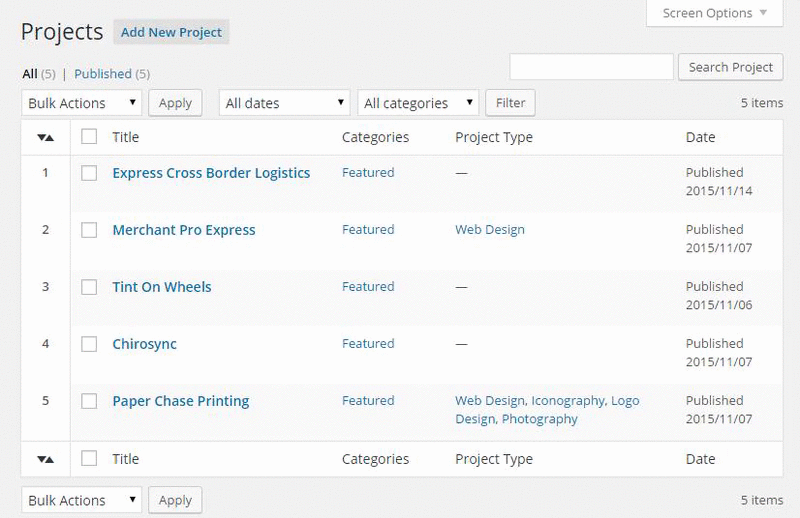 Screen Options
Projects Add New Project
All (5) | Published (5)
Search Project
Bulk Actions Apply All dates All categories Filter 5 items
Title Categories Project Type Date
1 Express Cross Border Logistics Featured — Published
2015/11/14
2 Merchant Pro Express Featured Web Design Published
2015/11/07
3 Tint On Wheels Featured — Published
2015/11/06
4 Chirosync Featured — Published
2015/11/07
5 Paper Chase Printing Featured Web Design, Iconography, Logo Published
Design, Photography 2015/11/07
Title Categories Project Type Date
Bulk Actions Apply 5 items